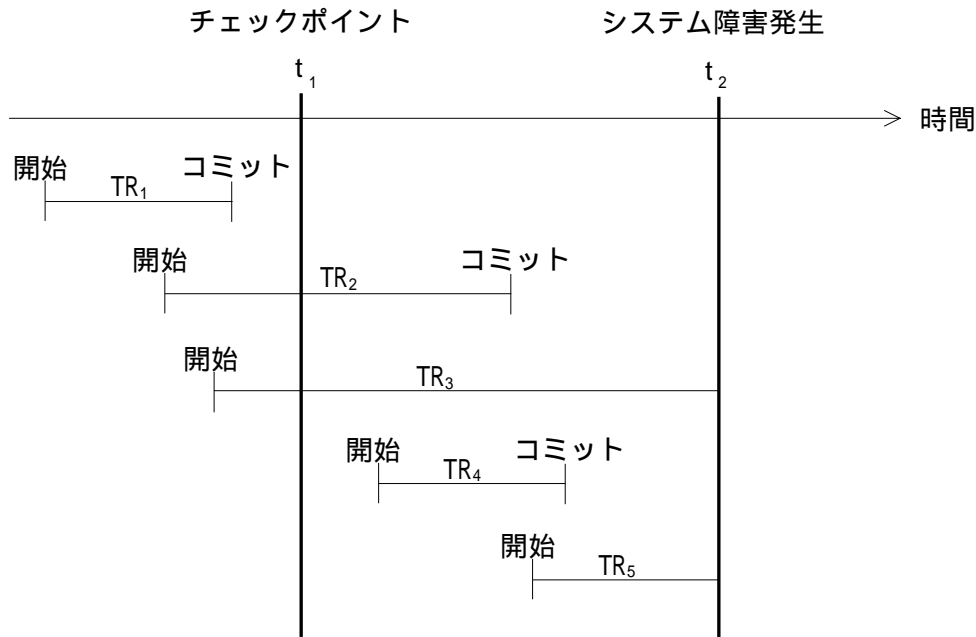 チェックポイント システム障害発生
t1 t2
時間
開始 コミット
TR1
開始 コミット
TR2
開始
TR3
開始 コミット
TR4
開始
TR5